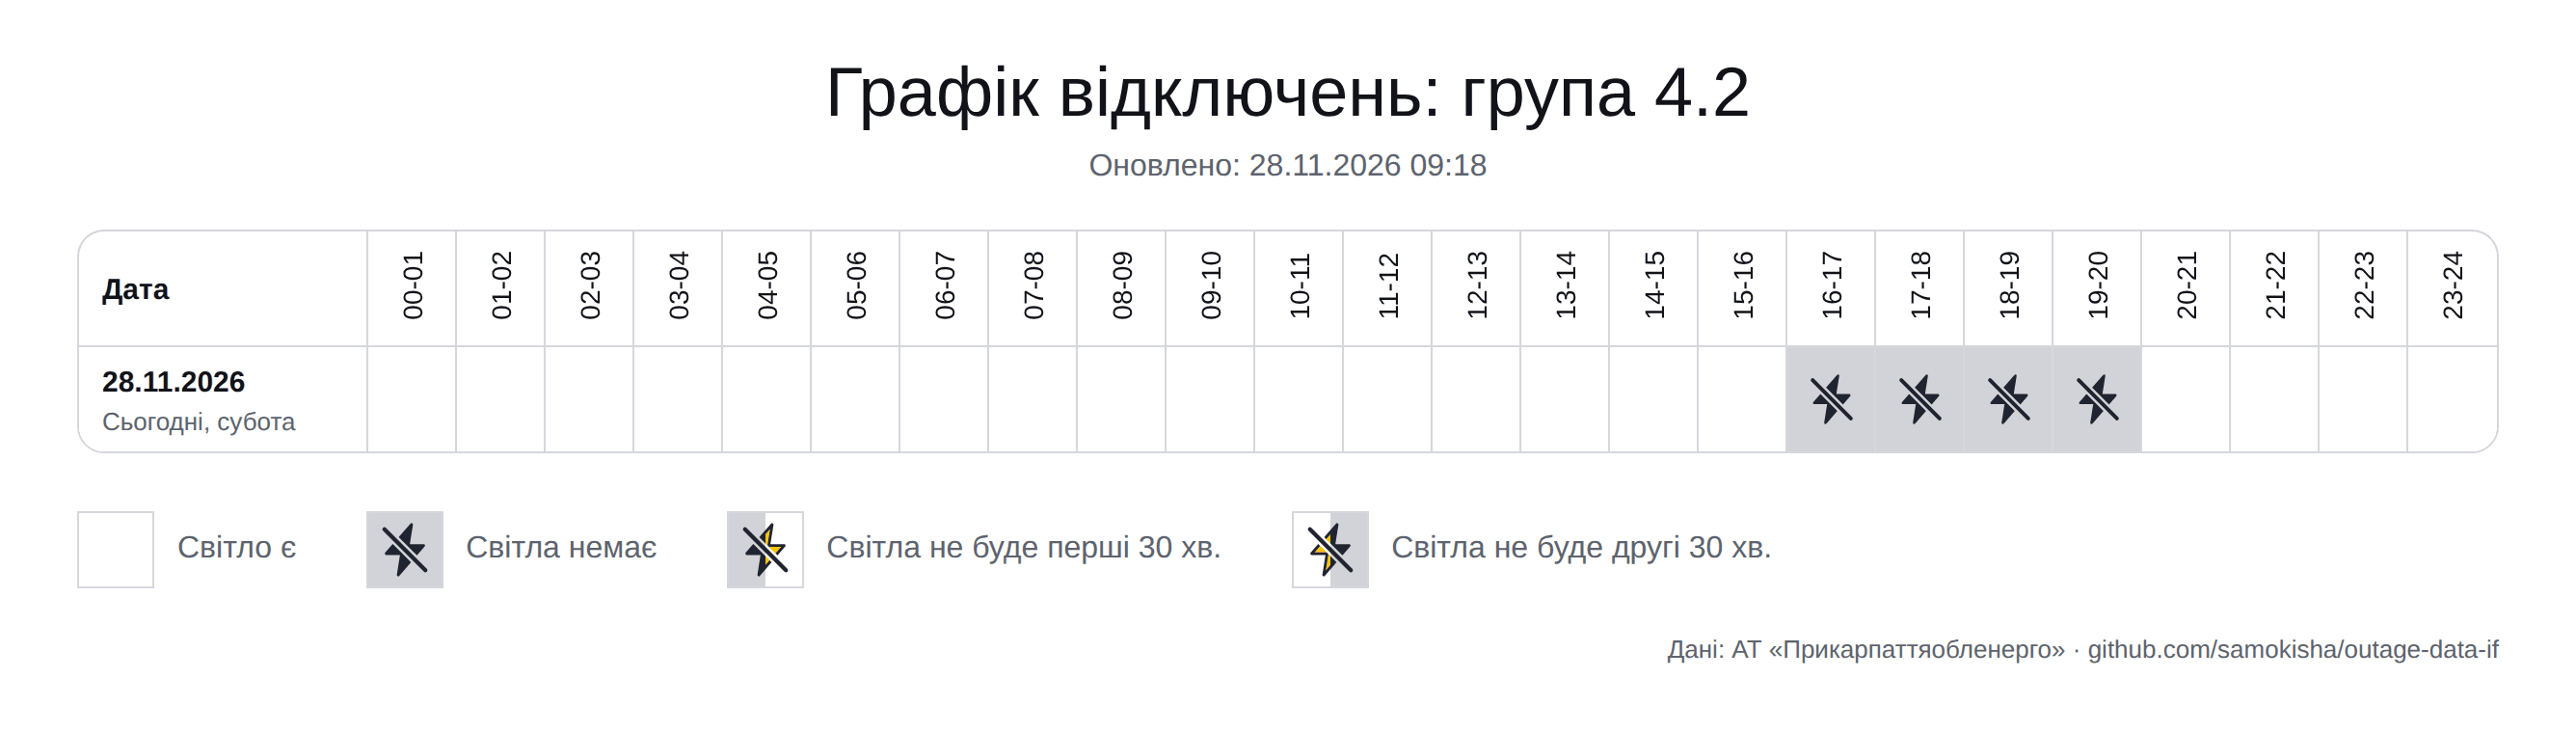 Графік відключень: група 4.2
Оновлено: 28.11.2026 09:18
Дата 00-01 01-02 02-03 03-04 04-05 05-06 06-07 07-08 08-09 09-10 10-11 11-12 12-13 13-14 14-15 15-16 16-17 17-18 18-19 19-20 20-21 21-22 22-23 23-24
28.11.2026
Сьогодні, субота
Світло є Світла немає Світла не буде перші 30 хв. Світла не буде другі 30 хв.
Дані: АТ «Прикарпаттяобленерго» · github.com/samokisha/outage-data-if